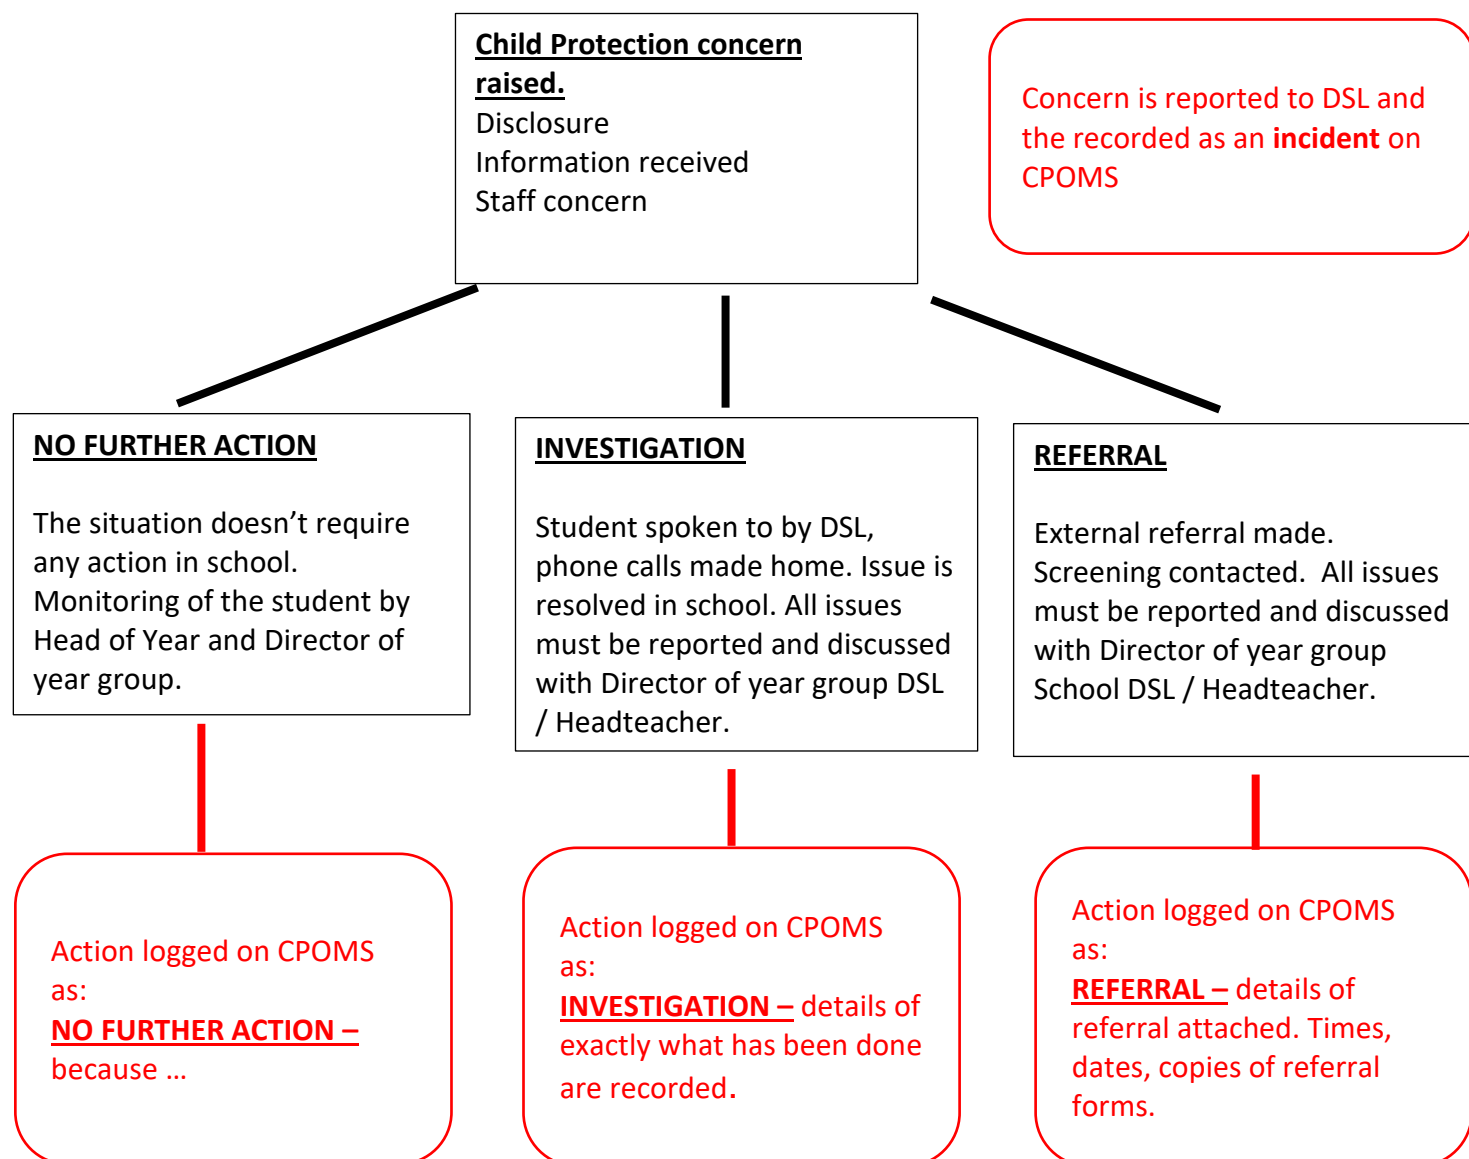 Child Protection concern
raised.
Disclosure
Information received
Staff concern
Concern is reported to DSL and
the recorded as an incident on
CPOMS
NO FURTHER ACTION
The situation doesn’t require
any action in school.
Monitoring of the student by
Head of Year and Director of
year group.
INVESTIGATION
Student spoken to by DSL,
phone calls made home. Issue is
resolved in school. All issues
must be reported and discussed
with Director of year group DSL
/ Headteacher.
REFERRAL
External referral made.
Screening contacted.  All issues
must be reported and discussed
with Director of year group
School DSL / Headteacher.
Action logged on CPOMS
as:
NO FURTHER ACTION –
because …
Action logged on CPOMS
as:
INVESTIGATION – details of
exactly what has been done
are recorded.
Action logged on CPOMS
as:
REFERRAL – details of
referral attached. Times,
dates, copies of referral
forms.